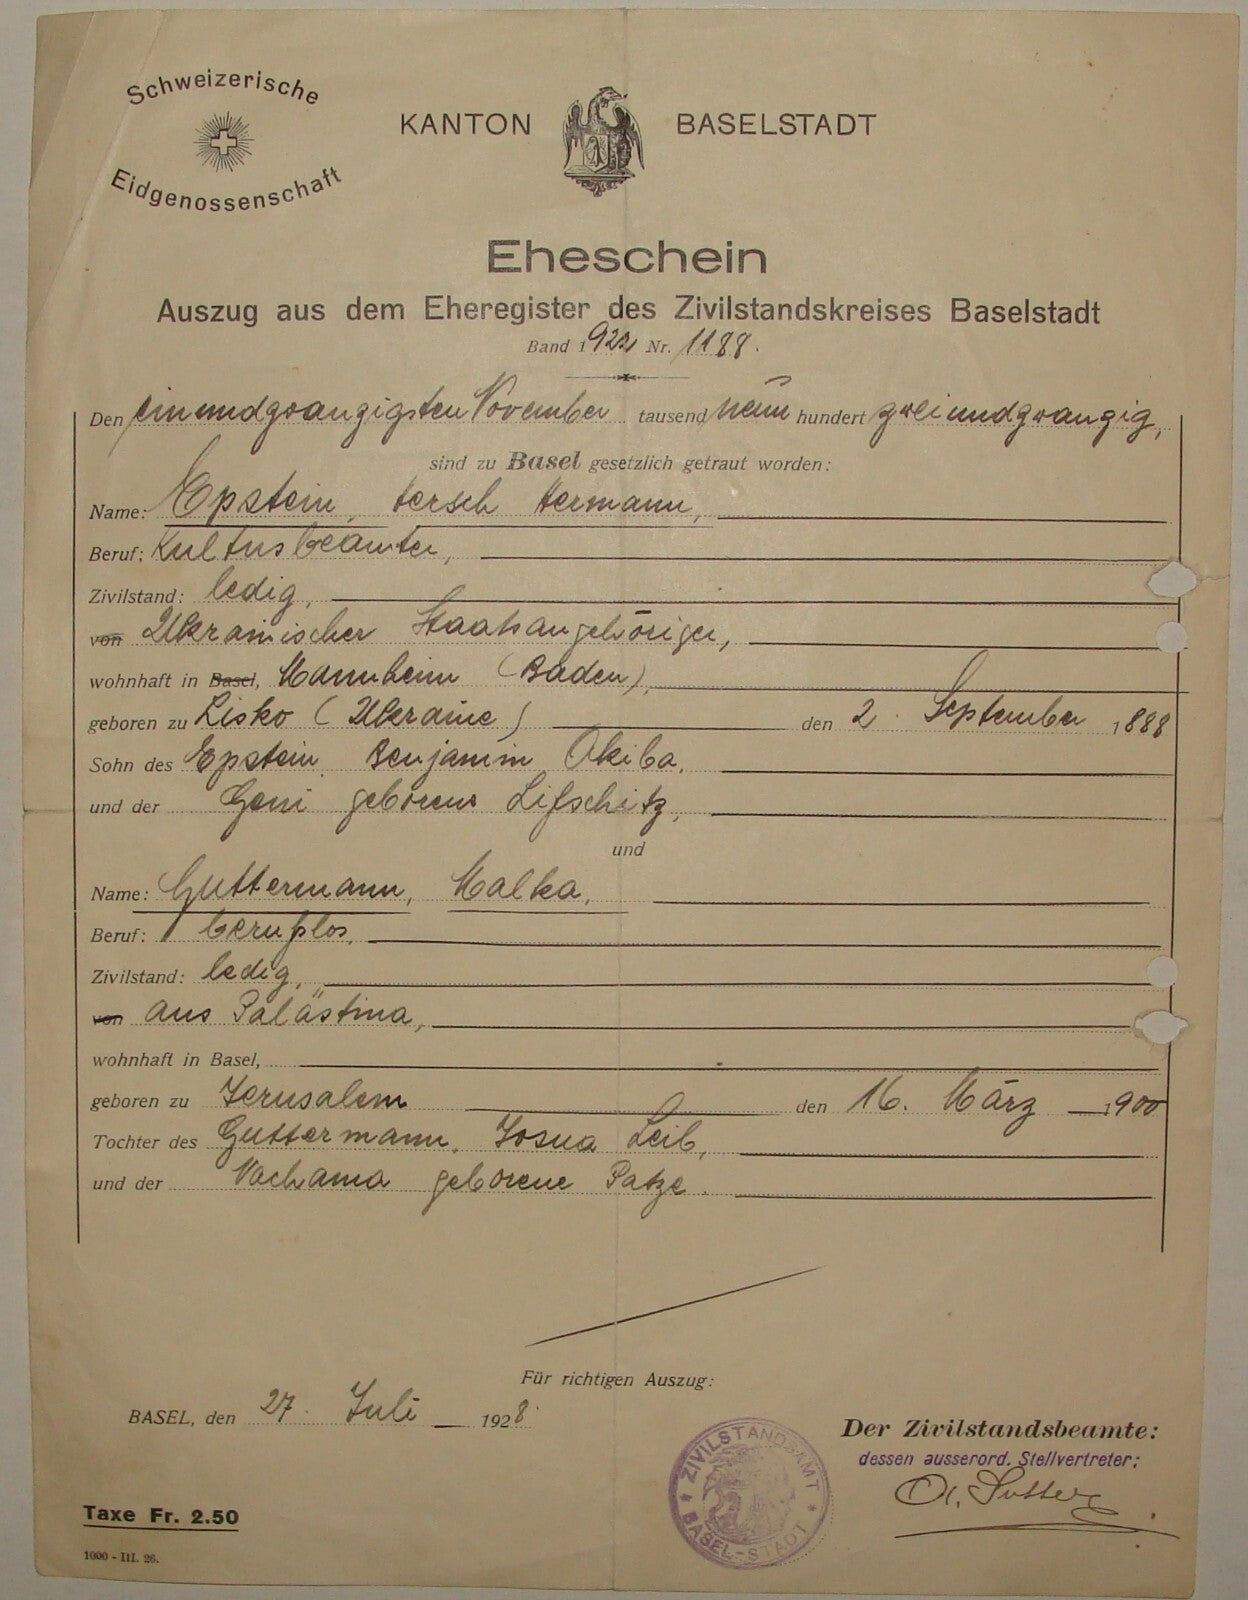 Schweizerische
Eidgenossenschaft
KANTON BASELSTADT
Eheschein
Auszug aus dem Eheregister des Zivilstandskreises Baselstadt
Band 1922 Nr. 1188.
Den einundzwanzigsten November tausend neun hundert zweiundzwanzig,
sind zu Basel gesetzlich getraut worden:
Name: Epstein, Hersch Hermann,
Beruf: Kultusbeamter,
Zivilstand: ledig,
von Ukrainischer Staatsangehöriger,
wohnhaft in Basel, Mannheim (Baden),
geboren zu Lisko (Ukraine) den 2. September 1888
Sohn des Epstein, Benjamin Akiba,
und der Geni geborene Lifschitz,
und
Name: Guttermann, Malka,
Beruf: berufslos,
Zivilstand: ledig,
von aus Palästina,
wohnhaft in Basel,
geboren zu Jerusalem den 16. März 1900
Tochter des Guttermann, Josua Leib,
und der Nachama geborene Patze.
Für richtigen Auszug:
BASEL, den 27. Juli 1928.
Der Zivilstandsbeamte:
dessen ausserord. Stellvertreter:
Sutter
ZIVILSTANDSAMT
BASEL-STADT
Taxe Fr. 2.50
1000 - III. 26.